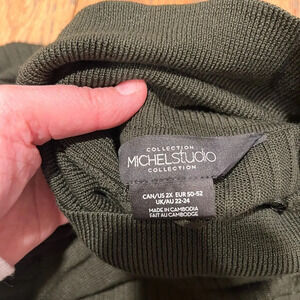 COLLECTION
MICHELStudio
COLLECTION
CAN/US 2X EUR 50-52
UK/AU 22-24
MADE IN CAMBODIA
FAIT AU CAMBODGE